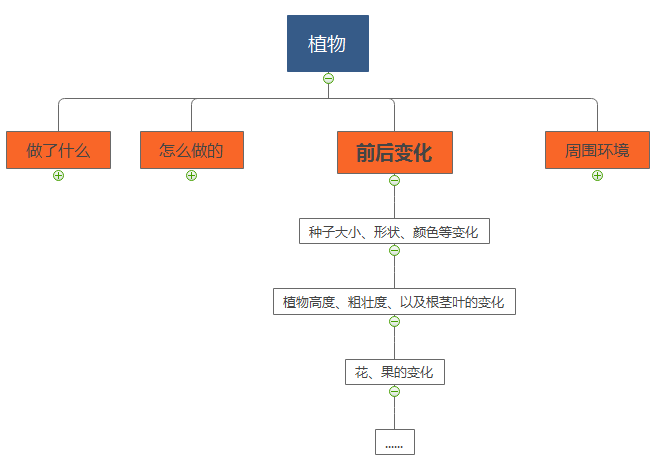 植物
做了什么
怎么做的
前后变化
周围环境
种子大小、形状、颜色等变化
植物高度、粗壮度、以及根茎叶的变化
花、果的变化
......